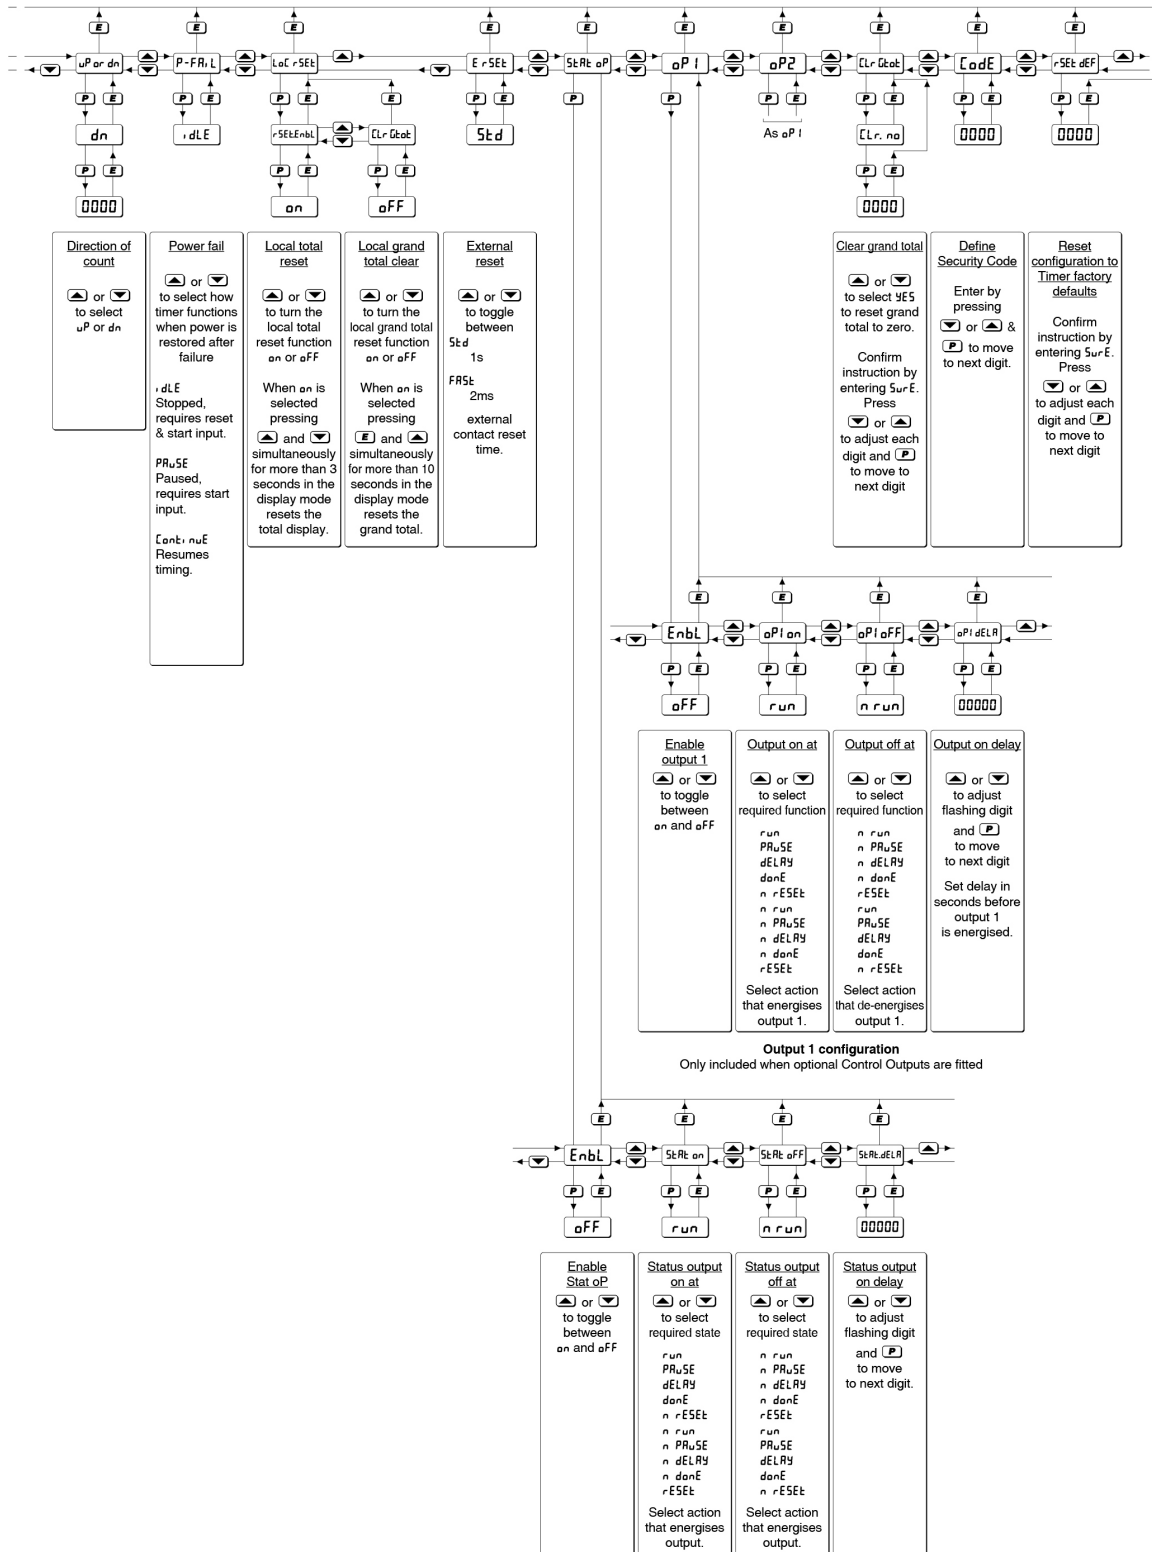 E E E E E E E E E E
uP or dn P-FAiL LoC rSEt E rSEt StAt oP oP1 oP2 CLr Gtot CodE rSEt dEF
P E P E P E E P E P P P E P E P E P E
dn idLE rSEt.EnbL CLr Gtot Std As oP1 CLr. no 0000 0000
P E P E P E P E
0000 on oFF 0000
Direction of
count
▲ or ▼
to select
uP or dn
Power fail
▲ or ▼
to select how
timer functions
when power is
restored after
failure
idLE
Stopped,
requires reset
& start input.
PAuSE
Paused,
requires start
input.
ContinuE
Resumes
timing.
Local total
reset
▲ or ▼
to turn the
local total
reset function
on or oFF
When on is
selected
pressing
▲ and ▼
simultaneously
for more than 3
seconds in the
display mode
resets the
total display.
Local grand
total clear
▲ or ▼
to turn the
local grand total
reset function
on or oFF
When on is
selected
pressing
E and ▲
simultaneously
for more than 10
seconds in the
display mode
resets the
grand total.
External
reset
▲ or ▼
to toggle
between
Std
1s
FASt
2ms
external
contact reset
time.
Clear grand total
▲ or ▼
to select YES
to reset grand
total to zero.
Confirm
instruction by
entering SurE.
Press
▼ or ▲
to adjust each
digit and P
to move to
next digit
Define
Security Code
Enter by
pressing
▼ or ▲ &
P to move
to next digit.
Reset
configuration to
Timer factory
defaults
Confirm
instruction by
entering SurE.
Press
▼ or ▲
to adjust each
digit and P
to move to
next digit
E E E E
EnbL oP1 on oP1 oFF oP1 dELA
P E P E P E P E
oFF run n run 00000
Enable
output 1
▲ or ▼
to toggle
between
on and oFF
Output on at
▲ or ▼
to select
required function
run
PAuSE
dELAY
donE
n rESEt
n run
n PAuSE
n dELAY
n donE
rESEt
Select action
that energises
output 1.
Output off at
▲ or ▼
to select
required function
n run
n PAuSE
n dELAY
n donE
rESEt
run
PAuSE
dELAY
donE
n rESEt
Select action
that de-energises
output 1.
Output on delay
▲ or ▼
to adjust
flashing digit
and P
to move
to next digit
Set delay in
seconds before
output 1
is energised.
Output 1 configuration
Only included when optional Control Outputs are fitted
E E E E
EnbL StAt on StAt oFF StAt.dELA
P E P E P E P E
oFF run n run 00000
Enable
Stat oP
▲ or ▼
to toggle
between
on and oFF
Status output
on at
▲ or ▼
to select
required state
run
PAuSE
dELAY
donE
n rESEt
n run
n PAuSE
n dELAY
n donE
rESEt
Select action
that energises
output.
Status output
off at
▲ or ▼
to select
required state
n run
n PAuSE
n dELAY
n donE
rESEt
run
PAuSE
dELAY
donE
n rESEt
Select action
that energises
output.
Status output
on delay
▲ or ▼
to adjust
flashing digit
and P
to move
to next digit.